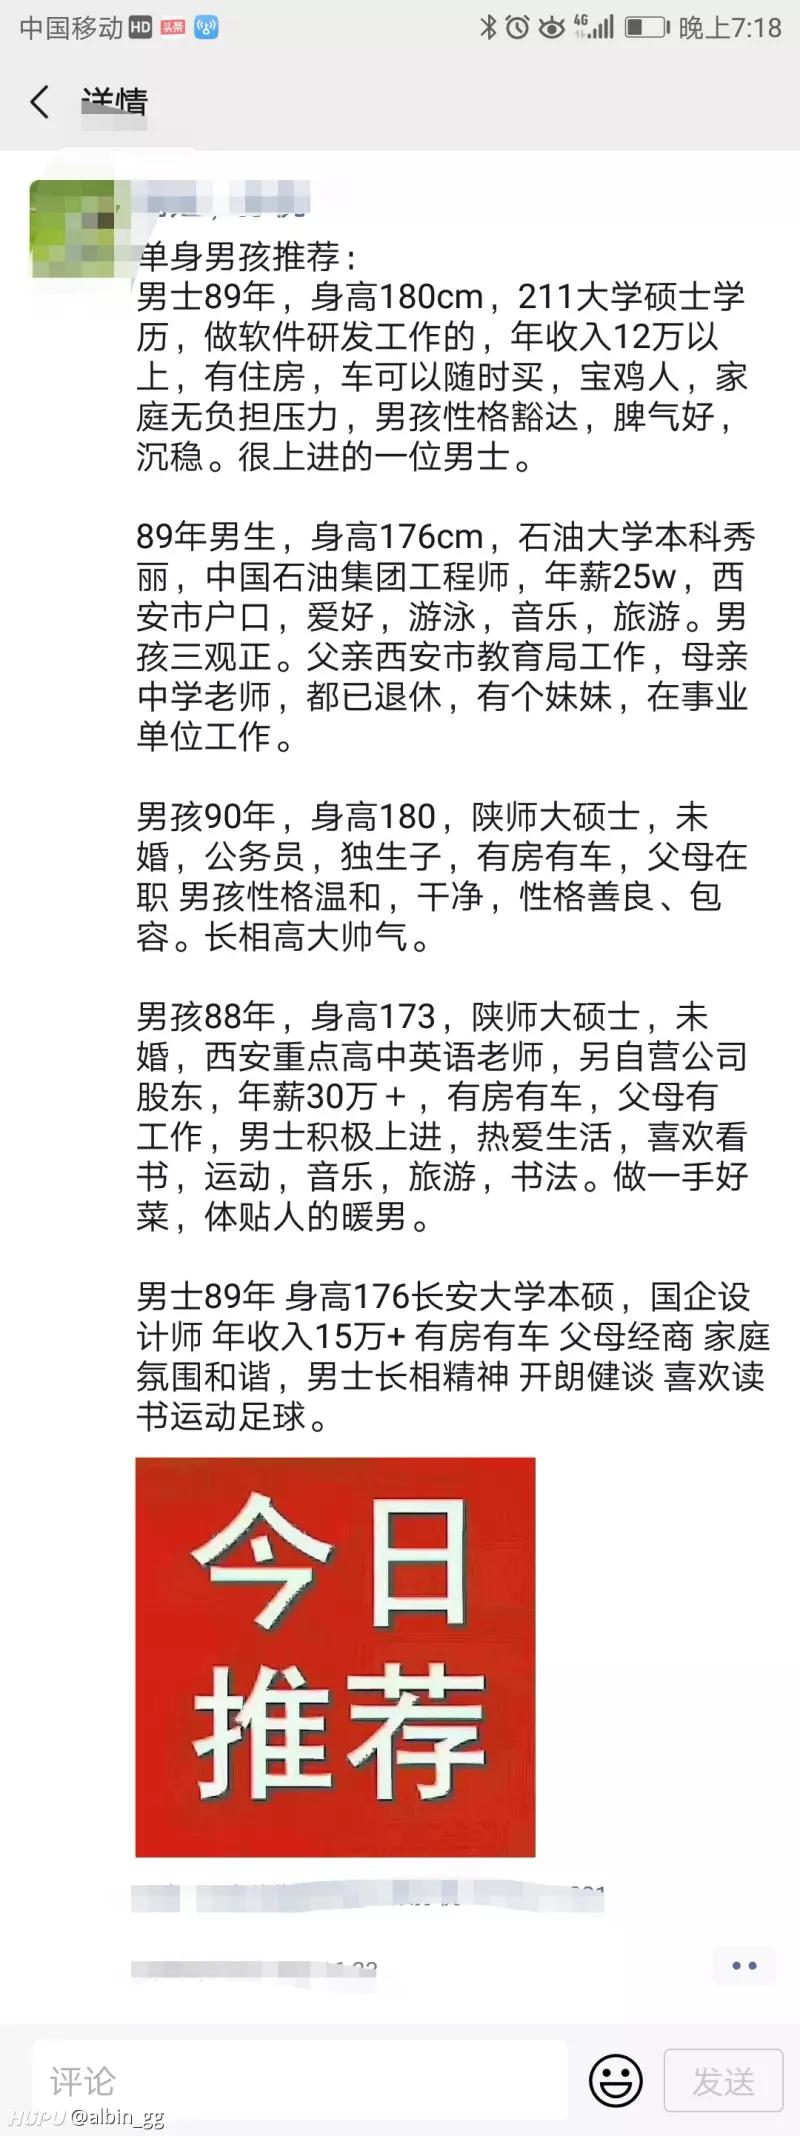 中国移动 HD 头条 4G 晚上7:18
详情
单身男孩推荐：
男士89年，身高180cm，211大学硕士学
历，做软件研发工作的，年收入12万以
上，有住房，车可以随时买，宝鸡人，家
庭无负担压力，男孩性格豁达，脾气好，
沉稳。很上进的一位男士。
89年男生，身高176cm，石油大学本科秀
丽，中国石油集团工程师，年薪25w，西
安市户口，爱好，游泳，音乐，旅游。男
孩三观正。父亲西安市教育局工作，母亲
中学老师，都已退休，有个妹妹，在事业
单位工作。
男孩90年，身高180，陕师大硕士，未
婚，公务员，独生子，有房有车，父母在
职 男孩性格温和，干净，性格善良、包
容。长相高大帅气。
男孩88年，身高173，陕师大硕士，未
婚，西安重点高中英语老师，另自营公司
股东，年薪30万＋，有房有车，父母有
工作，男士积极上进，热爱生活，喜欢看
书，运动，音乐，旅游，书法。做一手好
菜，体贴人的暖男。
男士89年 身高176长安大学本硕，国企设
计师 年收入15万+ 有房有车 父母经商 家庭
氛围和谐，男士长相精神 开朗健谈 喜欢读
书运动足球。
今日
推荐
评论
发送
HUPU @albin_gg